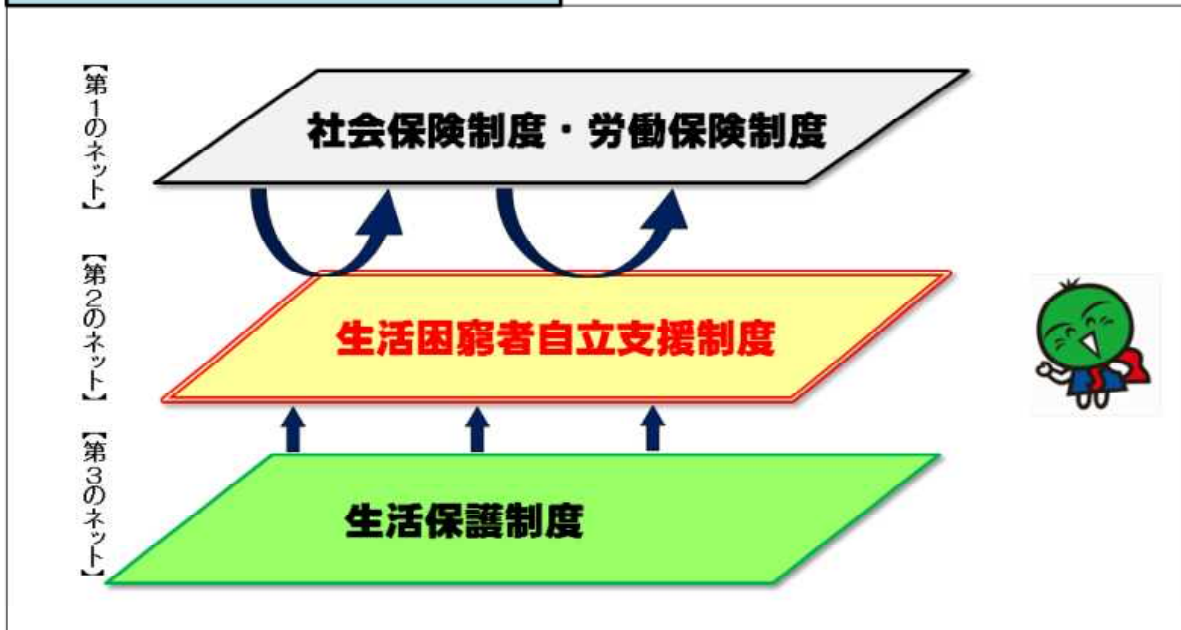 【第1のネット】
社会保険制度・労働保険制度
【第2のネット】
生活困窮者自立支援制度
【第3のネット】
生活保護制度